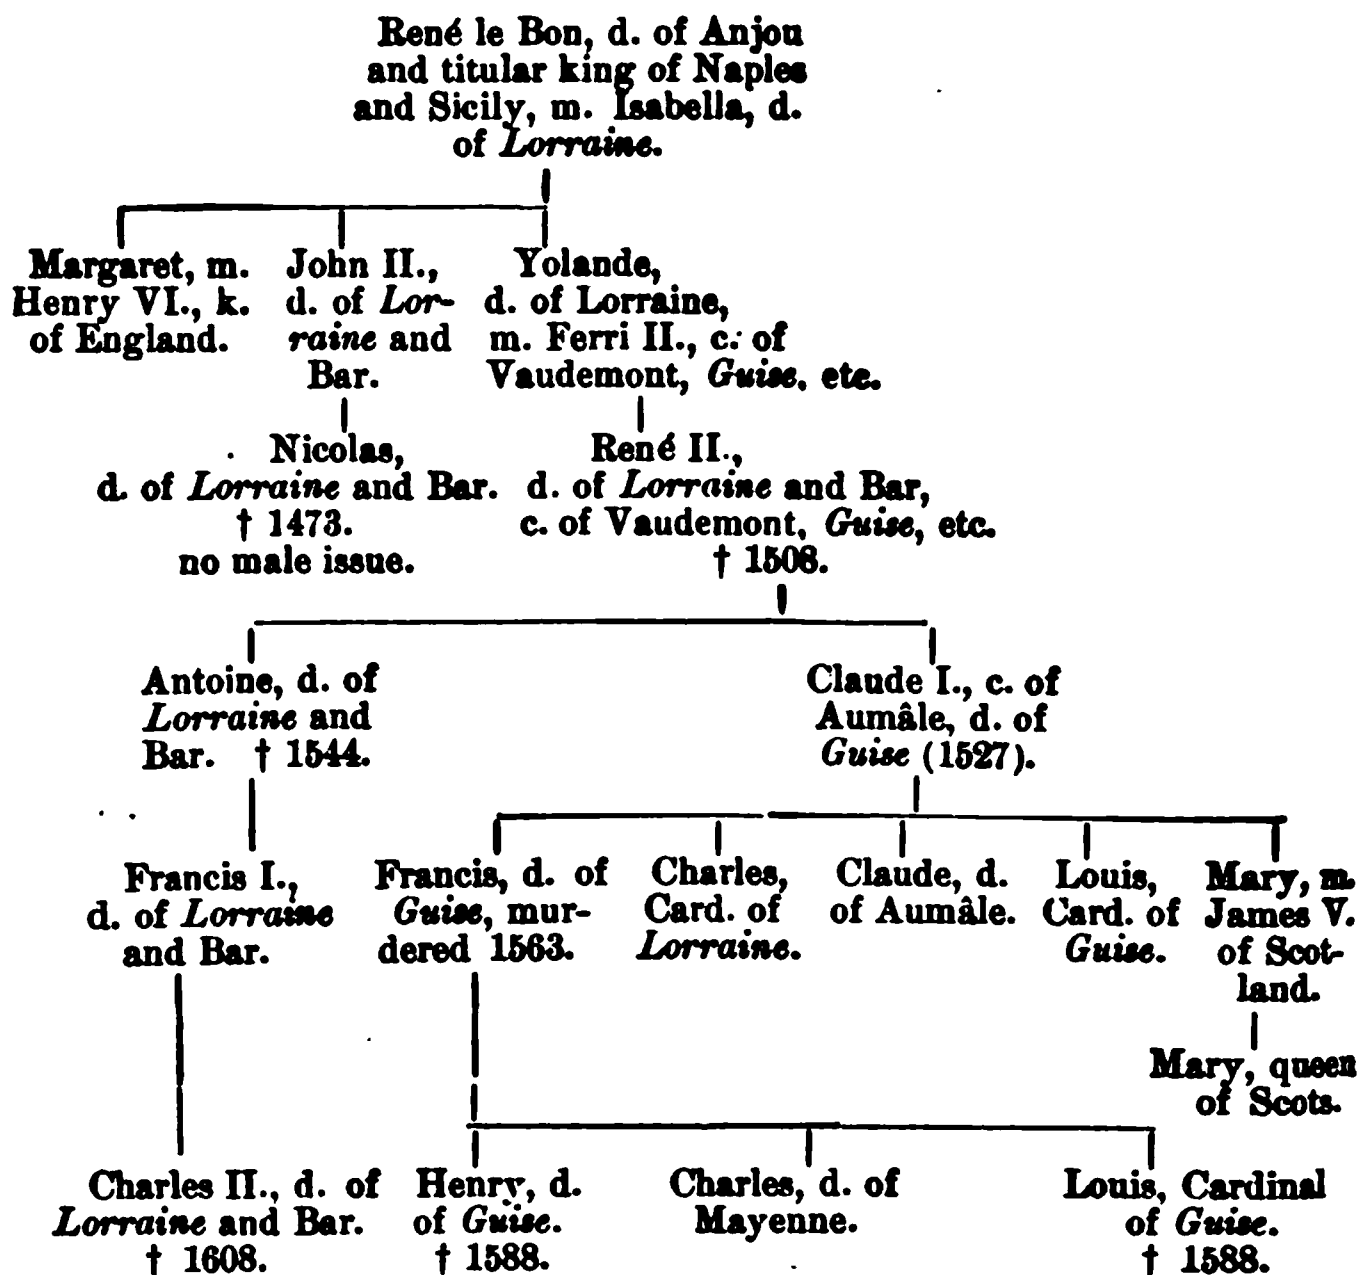 René le Bon, d. of Anjou
and titular king of Naples
and Sicily, m. Isabella, d.
of Lorraine.
Margaret, m.
Henry VI., k.
of England.
John II.,
d. of Lor-
raine and
Bar.
Yolande,
d. of Lorraine,
m. Ferri II., c. of
Vaudemont, Guise, etc.
Nicolas,
d. of Lorraine and Bar.
† 1473.
no male issue.
René II.,
d. of Lorraine and Bar,
c. of Vaudemont, Guise, etc.
† 1508.
Antoine, d. of
Lorraine and
Bar. † 1544.
Claude I., c. of
Aumâle, d. of
Guise (1527).
Francis I.,
d. of Lorraine
and Bar.
Francis, d. of
Guise, mur-
dered 1563.
Charles,
Card. of
Lorraine.
Claude, d.
of Aumâle.
Louis,
Card. of
Guise.
Mary, m.
James V.
of Scot-
land.
Mary, queen
of Scots.
Charles II., d. of
Lorraine and Bar.
† 1608.
Henry, d.
of Guise.
† 1588.
Charles, d. of
Mayenne.
Louis, Cardinal
of Guise.
† 1588.